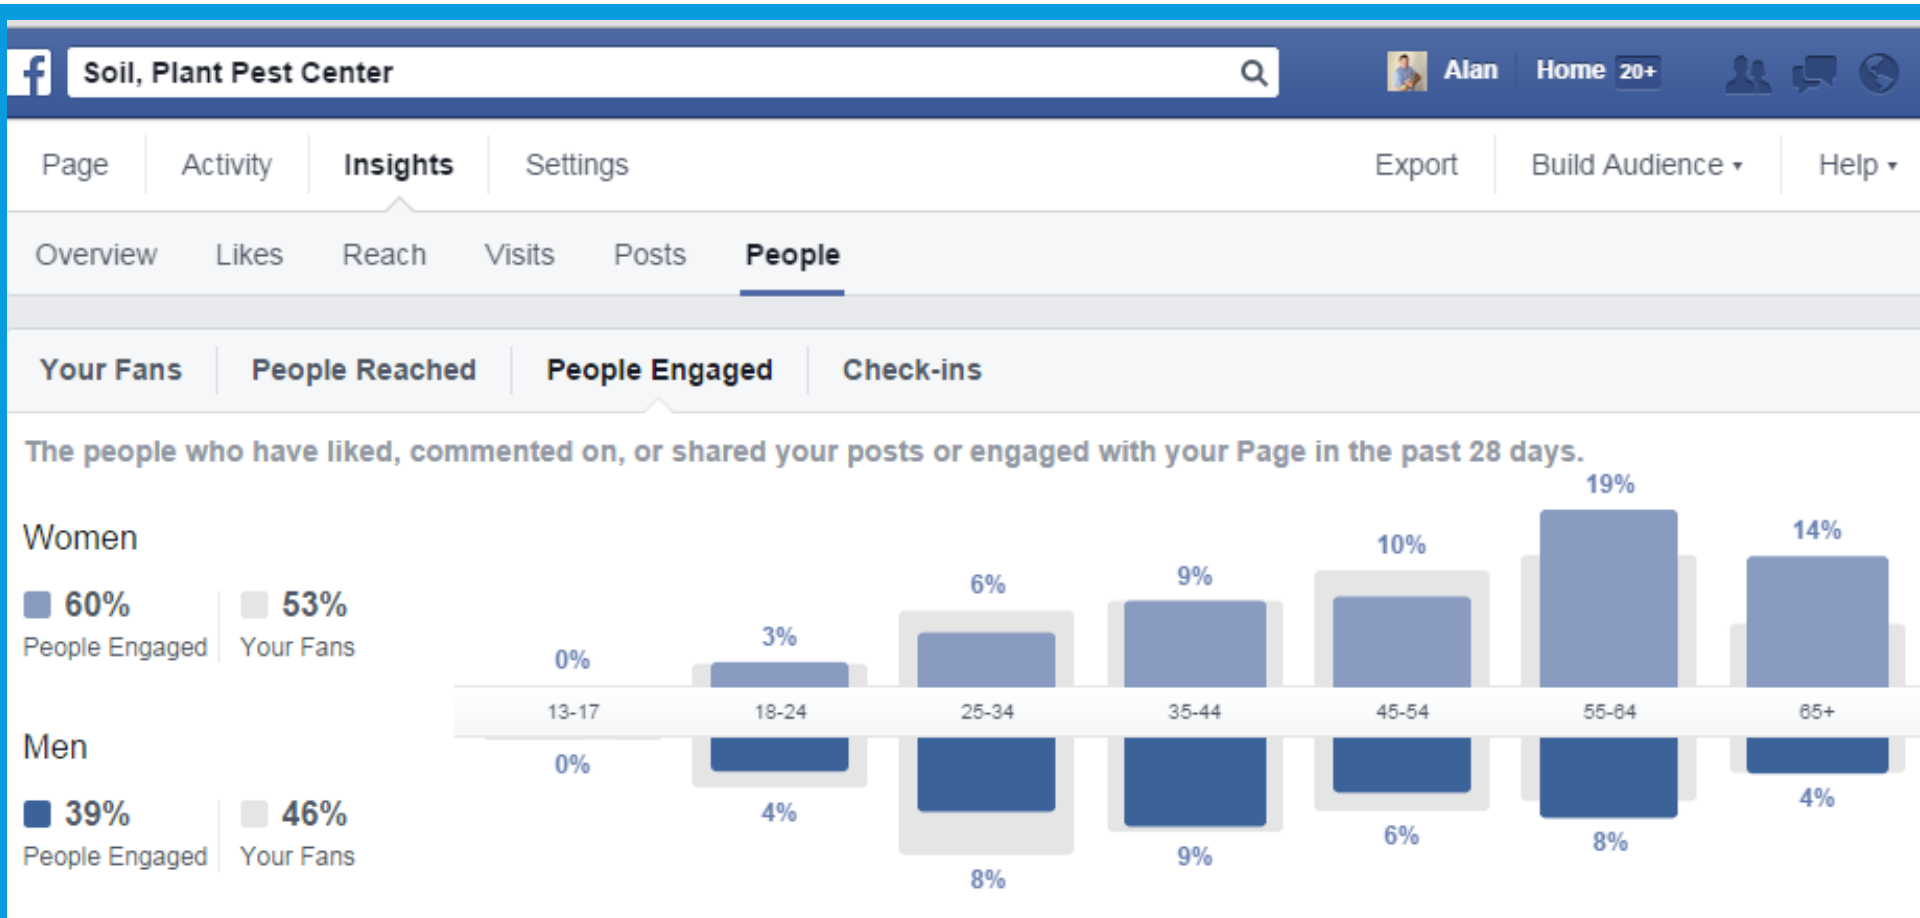 f Soil, Plant Pest Center Alan Home 20+
Page Activity Insights Settings Export Build Audience Help
Overview Likes Reach Visits Posts People
Your Fans People Reached People Engaged Check-ins
The people who have liked, commented on, or shared your posts or engaged with your Page in the past 28 days.
Women
60% 53%
People Engaged Your Fans
0% 3% 6% 9% 10% 19% 14%
13-17 18-24 25-34 35-44 45-54 55-64 65+
0% 4% 8% 9% 6% 8% 4%
Men
39% 46%
People Engaged Your Fans